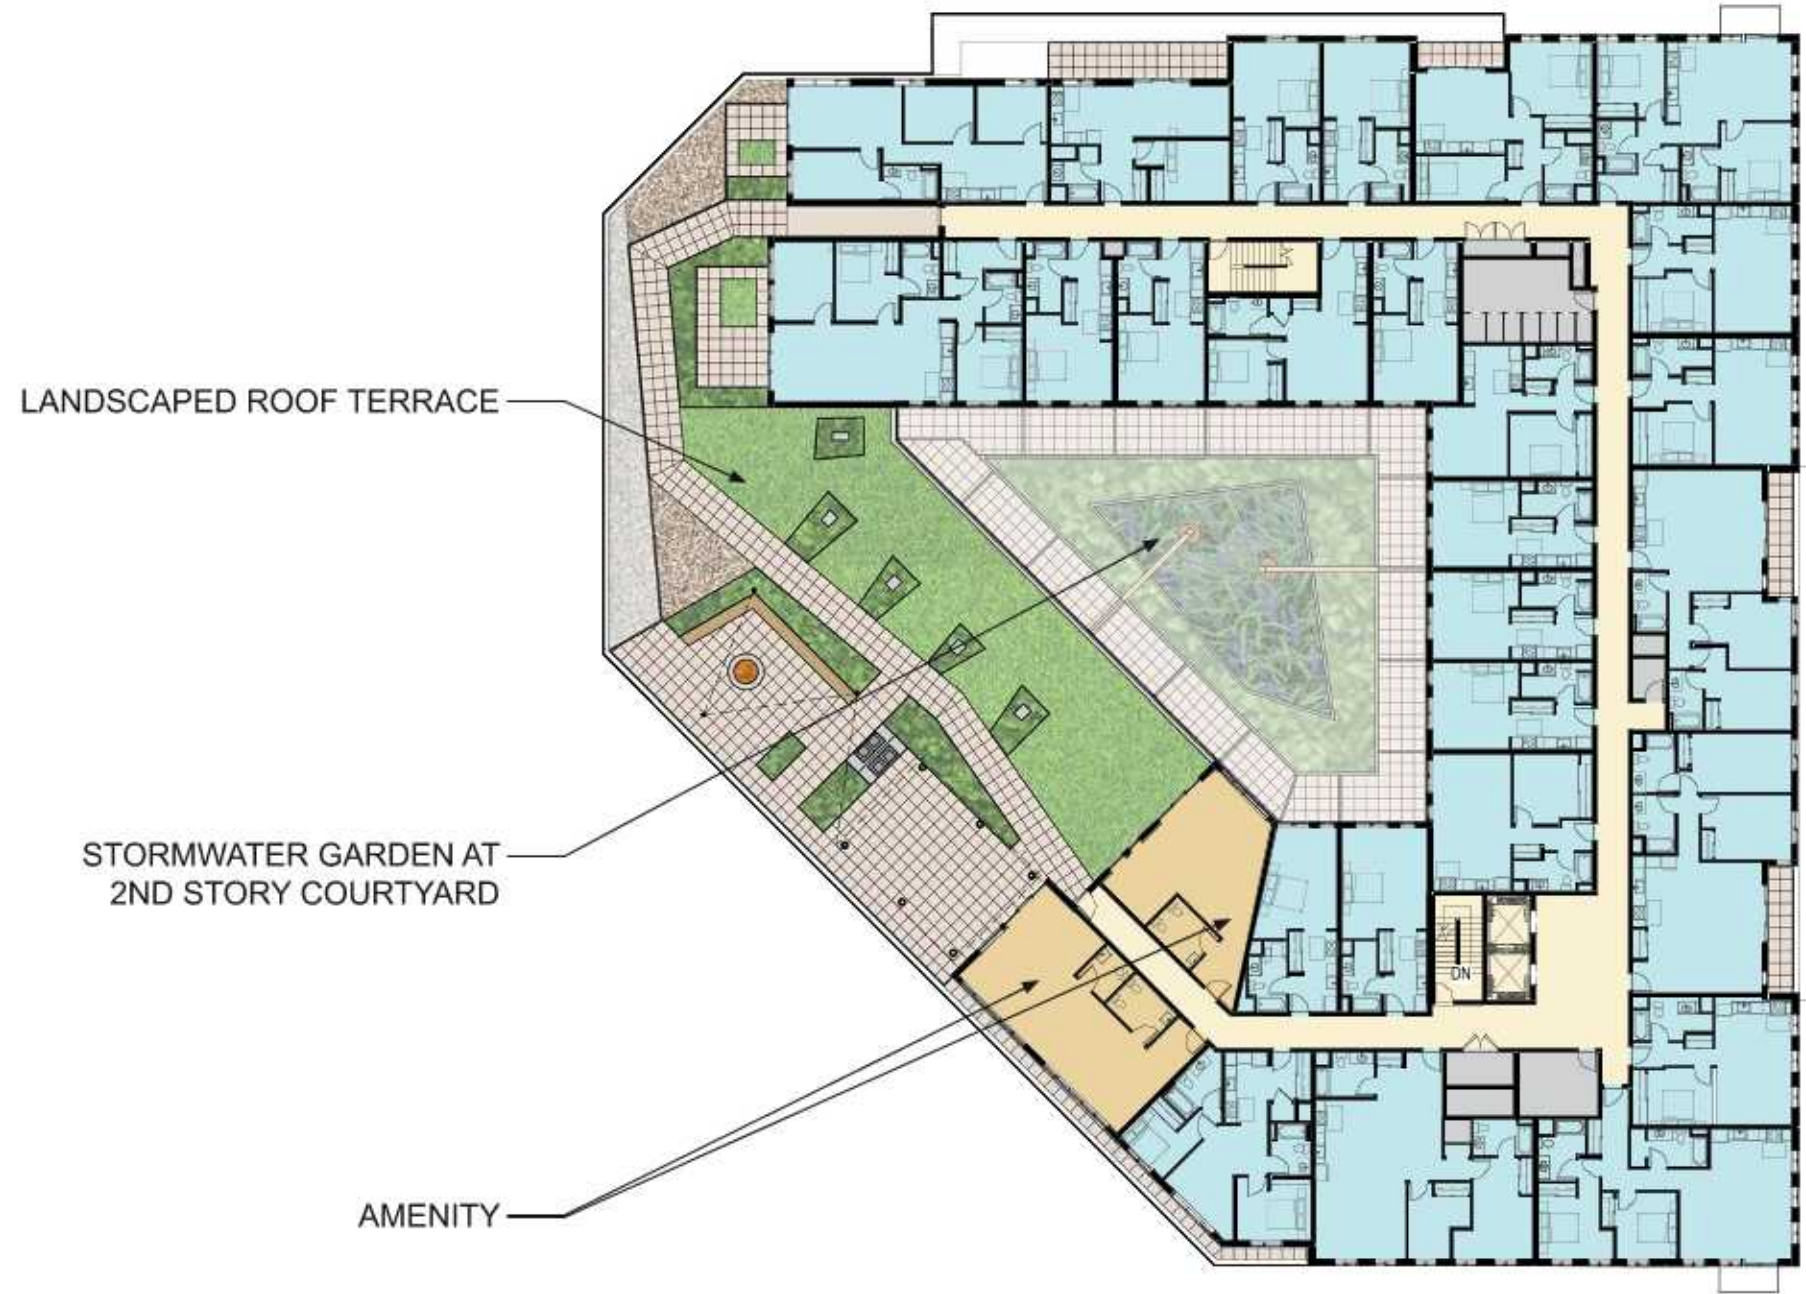 LANDSCAPED ROOF TERRACE
STORMWATER GARDEN AT
2ND STORY COURTYARD
DN
AMENITY